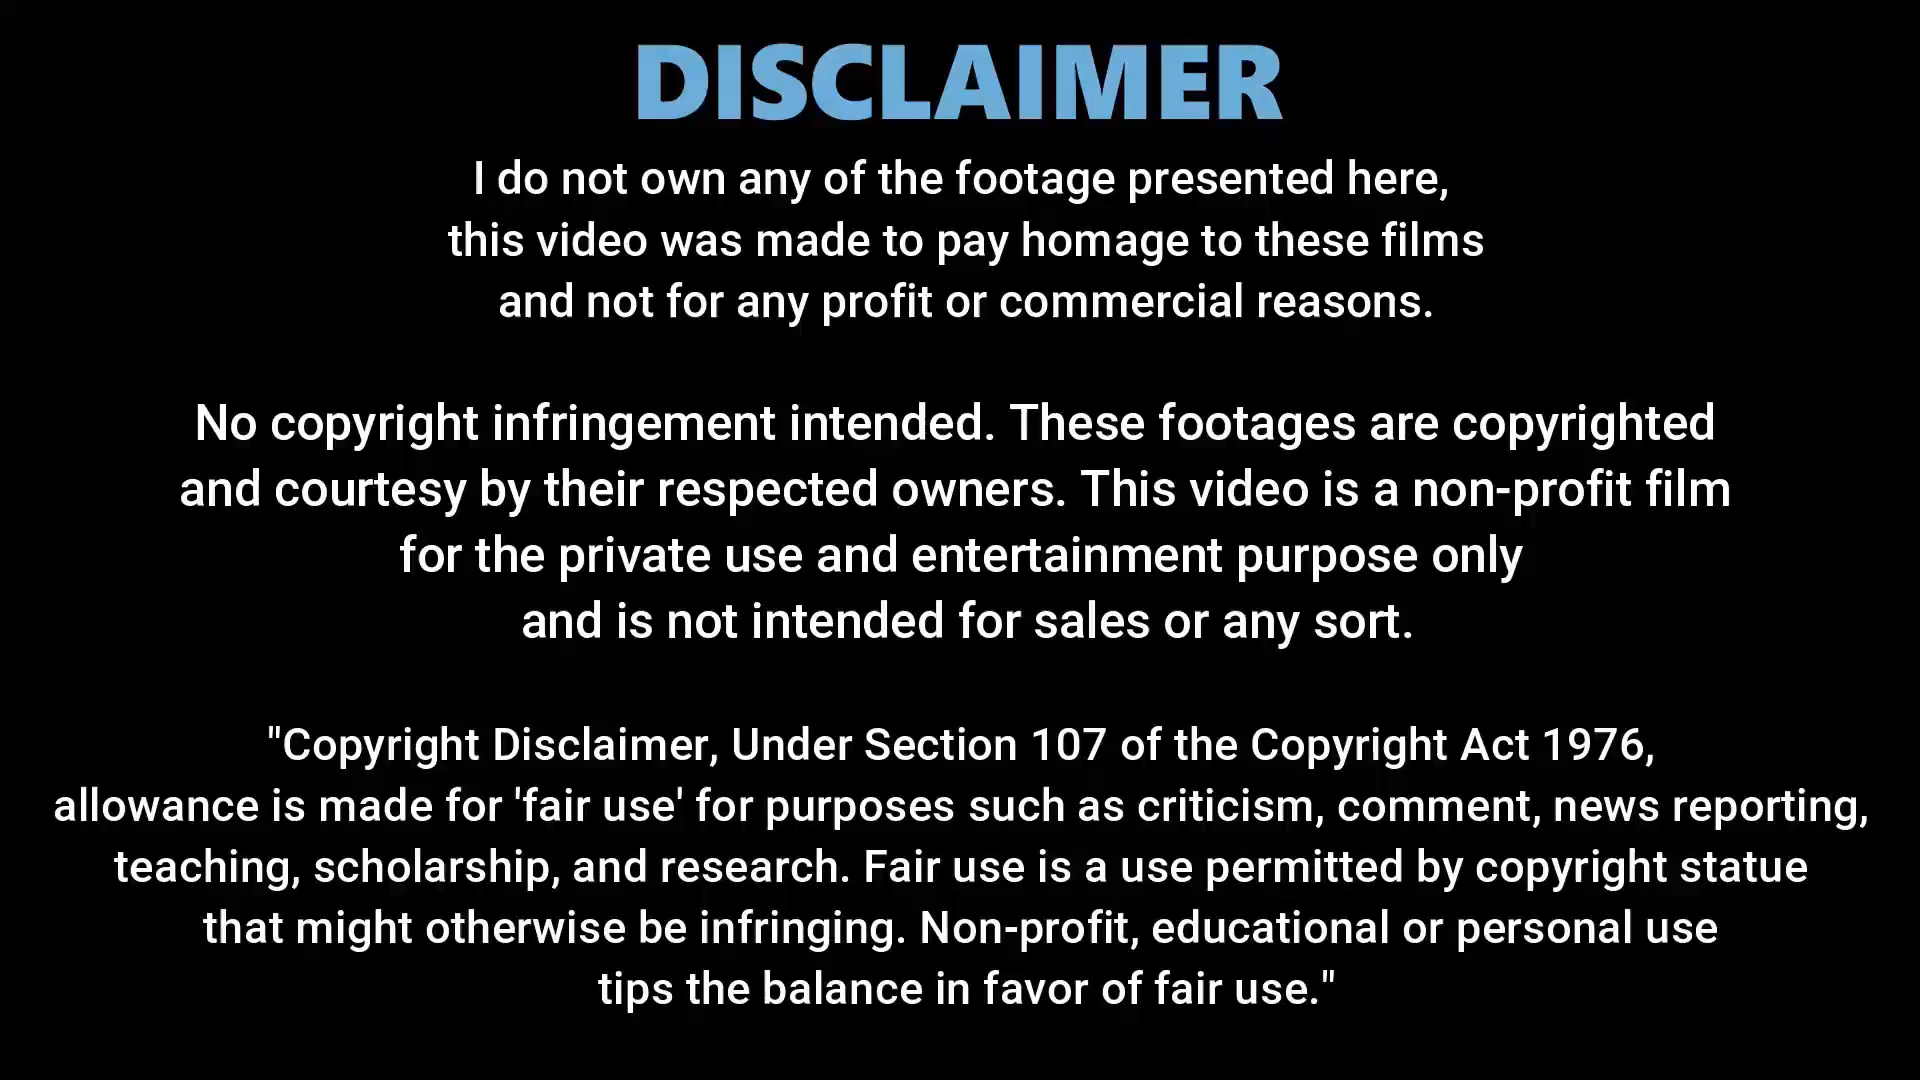 DISCLAIMER
I do not own any of the footage presented here,
this video was made to pay homage to these films
and not for any profit or commercial reasons.
No copyright infringement intended. These footages are copyrighted
and courtesy by their respected owners. This video is a non-profit film
for the private use and entertainment purpose only
and is not intended for sales or any sort.
"Copyright Disclaimer, Under Section 107 of the Copyright Act 1976,
allowance is made for 'fair use' for purposes such as criticism, comment, news reporting,
teaching, scholarship, and research. Fair use is a use permitted by copyright statue
that might otherwise be infringing. Non-profit, educational or personal use
tips the balance in favor of fair use."